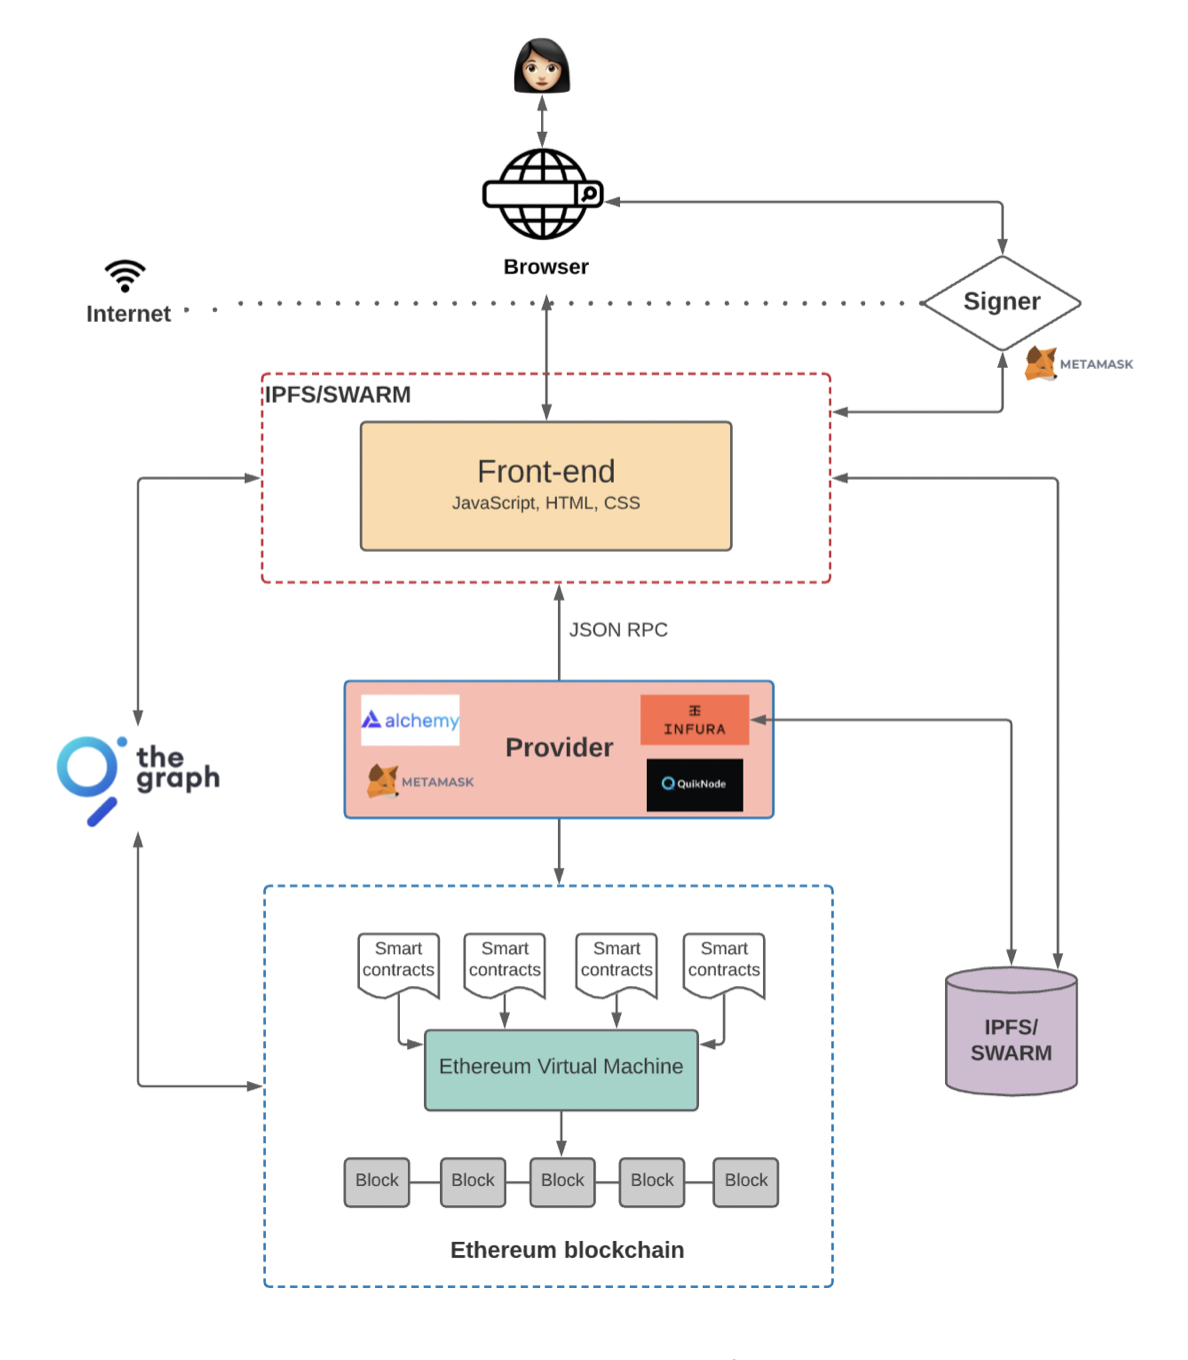 Browser
Internet
Signer
METAMASK
IPFS/SWARM
Front-end
JavaScript, HTML, CSS
JSON RPC
alchemy
INFURA
Provider
METAMASK
QuikNode
the
graph
Smart
contracts
Smart
contracts
Smart
contracts
Smart
contracts
Ethereum Virtual Machine
IPFS/
SWARM
Block
Block
Block
Block
Block
Ethereum blockchain